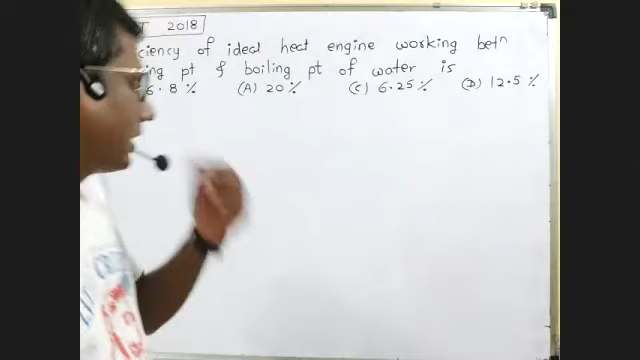 T 2018
ciency of ideal heat engine working betn
ing pt & boiling pt of water is
6.8% (A) 20% (C) 6.25% (D) 12.5%